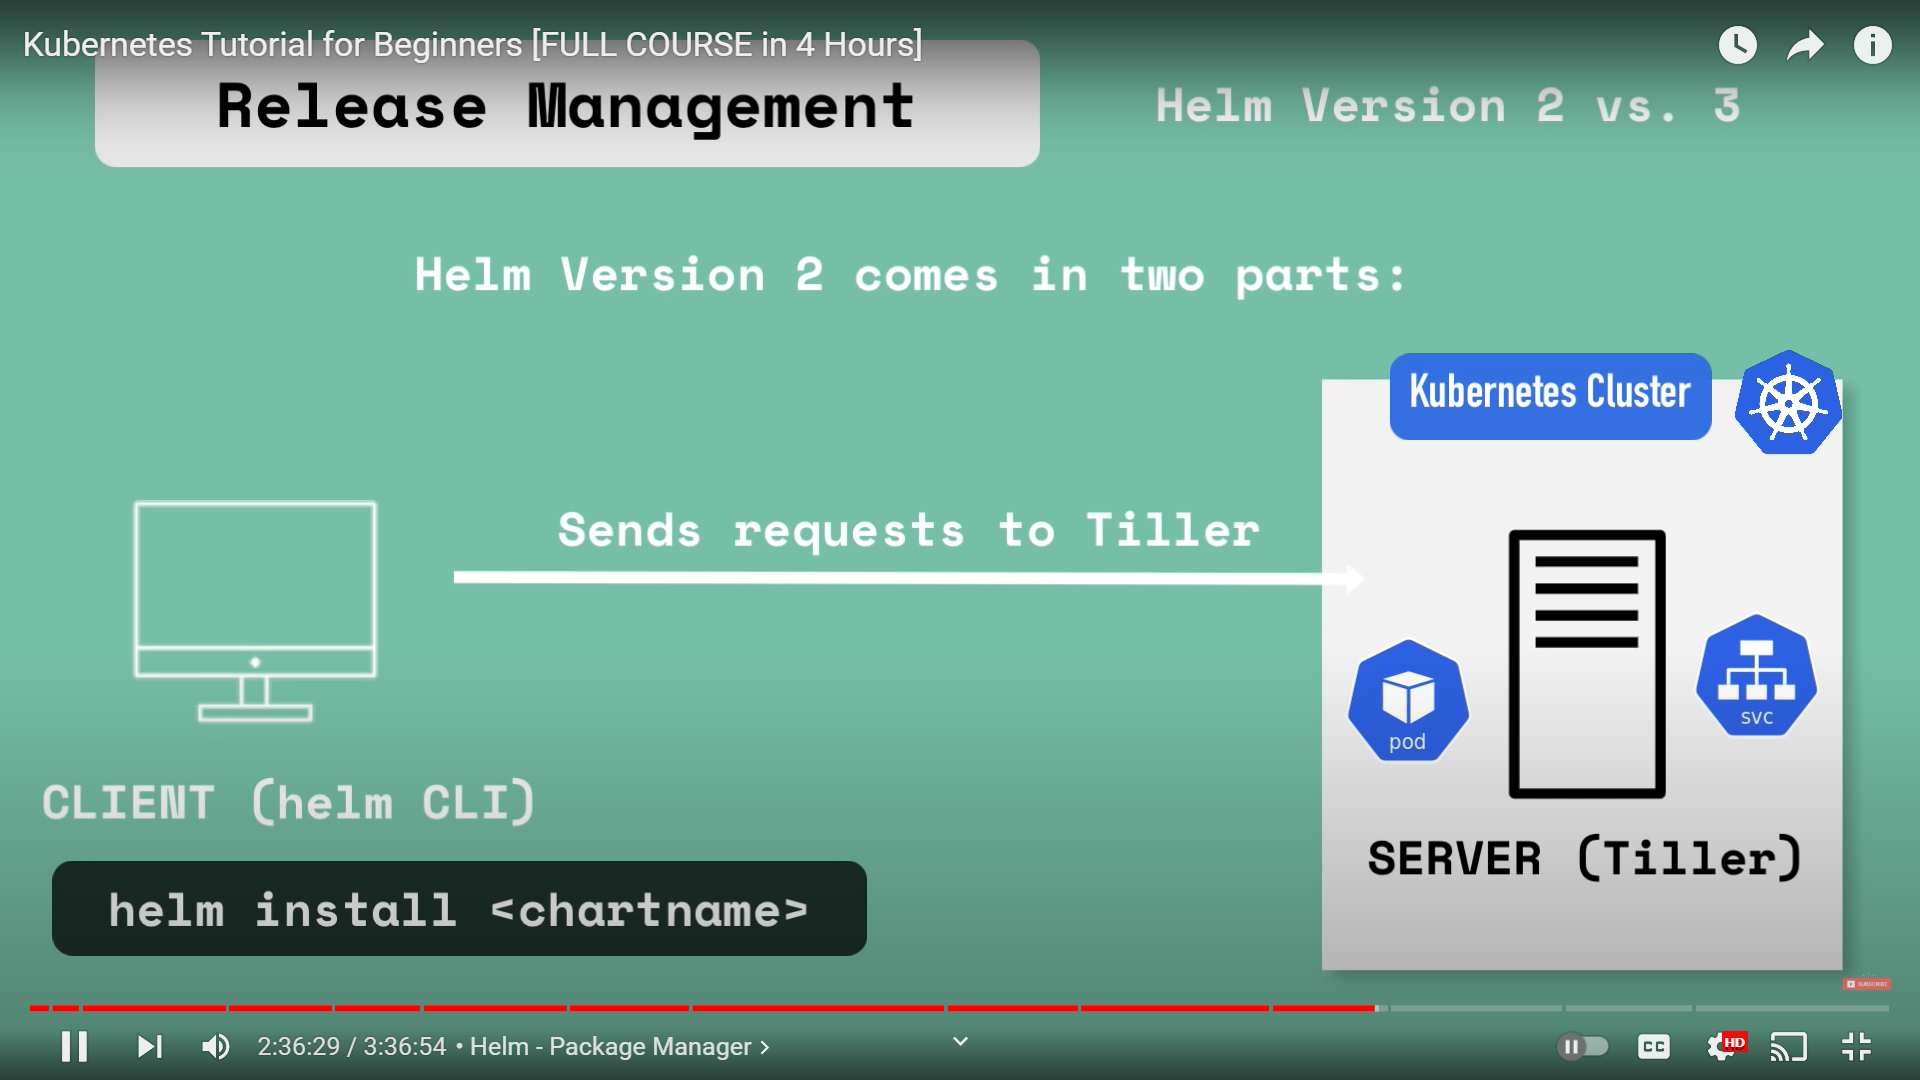 Kubernetes Tutorial for Beginners [FULL COURSE in 4 Hours]
Release Management
Helm Version 2 vs. 3
Helm Version 2 comes in two parts:
Kubernetes Cluster
Sends requests to Tiller
pod
svc
CLIENT (helm CLI)
SERVER (Tiller)
helm install <chartname>
SUBSCRIBE
2:36:29 / 3:36:54 • Helm - Package Manager >
CC
HD